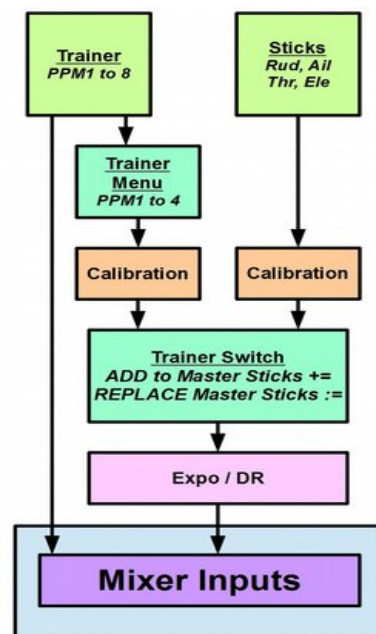 Trainer
PPM1 to 8
Sticks
Rud, Ail
Thr, Ele
Trainer
Menu
PPM1 to 4
Calibration
Calibration
Trainer Switch
ADD to Master Sticks +=
REPLACE Master Sticks :=
Expo / DR
Mixer Inputs